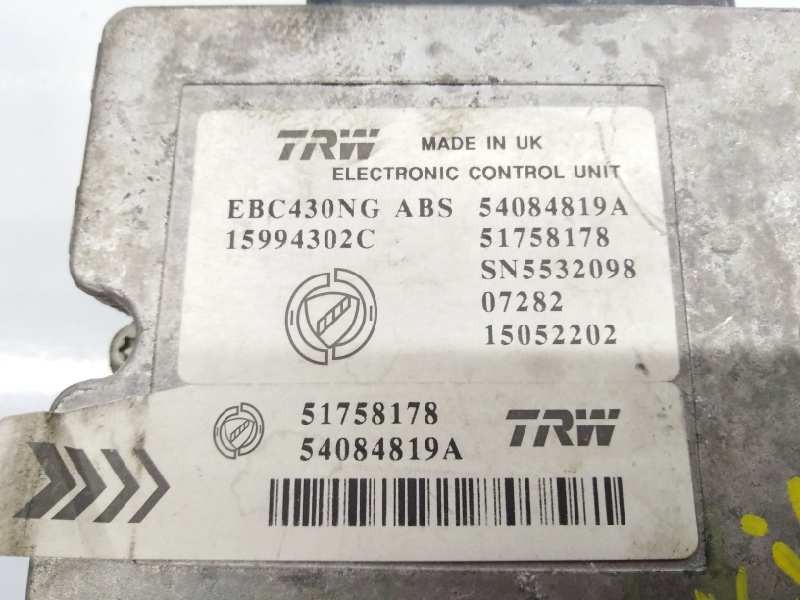 TRW MADE IN UK
ELECTRONIC CONTROL UNIT
EBC430NG ABS 54084819A
15994302C 51758178
SN5532098
07282
15052202
51758178 TRW
54084819A